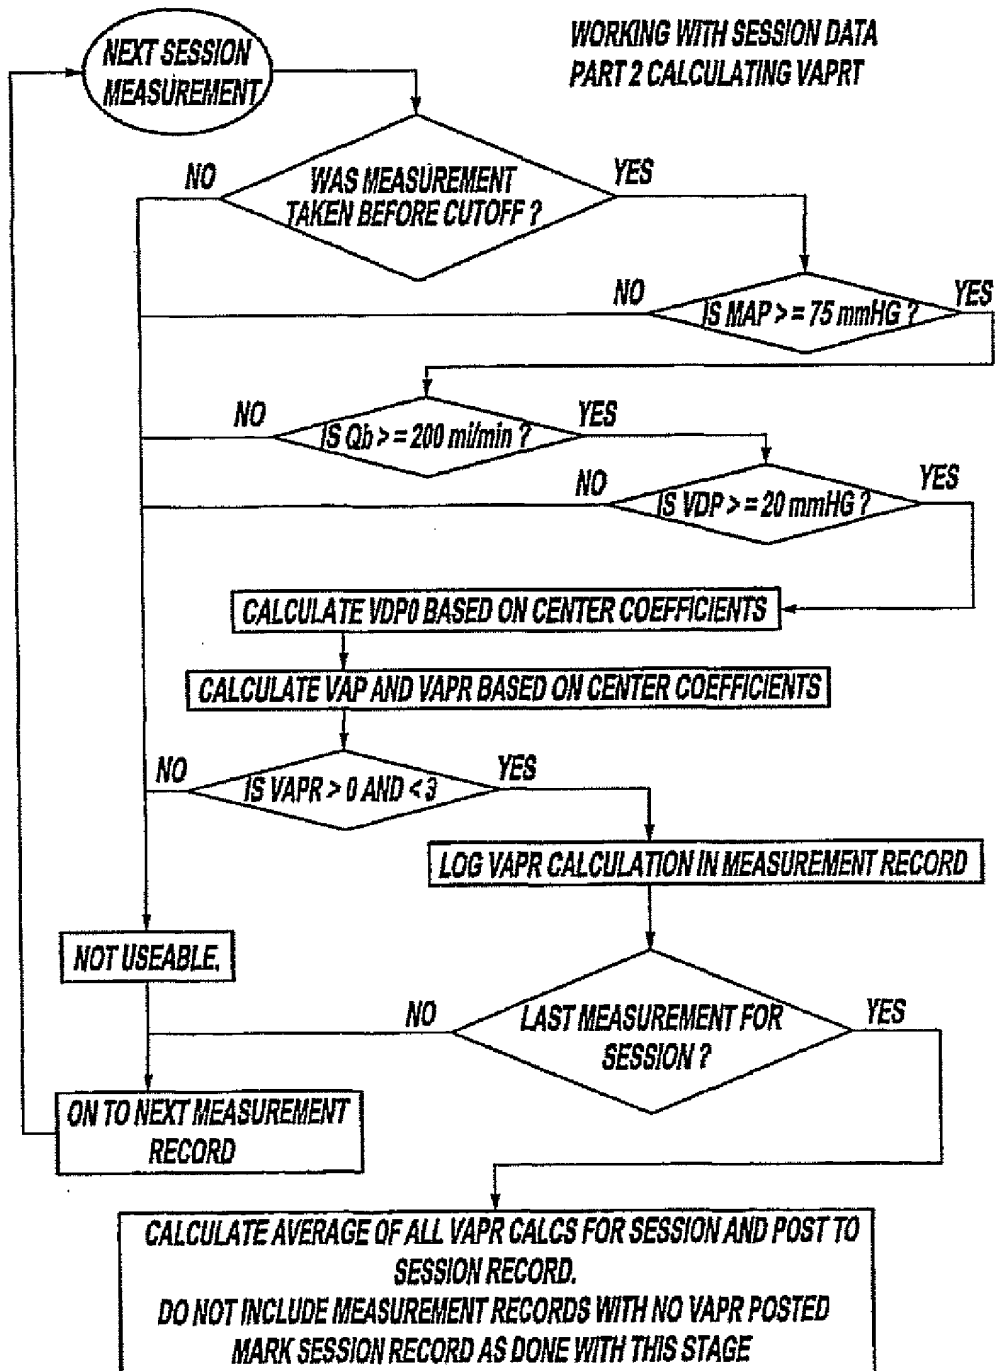 WORKING WITH SESSION DATA
PART 2 CALCULATING VAPRT
NEXT SESSION
MEASUREMENT
NO
YES
WAS MEASUREMENT
TAKEN BEFORE CUTOFF ?
NO
YES
IS MAP > = 75 mmHG ?
NO
YES
IS Qb > = 200 ml/min ?
NO
YES
IS VDP > = 20 mmHG ?
CALCULATE VDP0 BASED ON CENTER COEFFICIENTS
CALCULATE VAP AND VAPR BASED ON CENTER COEFFICIENTS
NO
YES
IS VAPR > 0 AND < 3
LOG VAPR CALCULATION IN MEASUREMENT RECORD
NOT USEABLE.
NO
YES
LAST MEASUREMENT FOR
SESSION ?
ON TO NEXT MEASUREMENT
RECORD
CALCULATE AVERAGE OF ALL VAPR CALCS FOR SESSION AND POST TO
SESSION RECORD.
DO NOT INCLUDE MEASUREMENT RECORDS WITH NO VAPR POSTED
MARK SESSION RECORD AS DONE WITH THIS STAGE